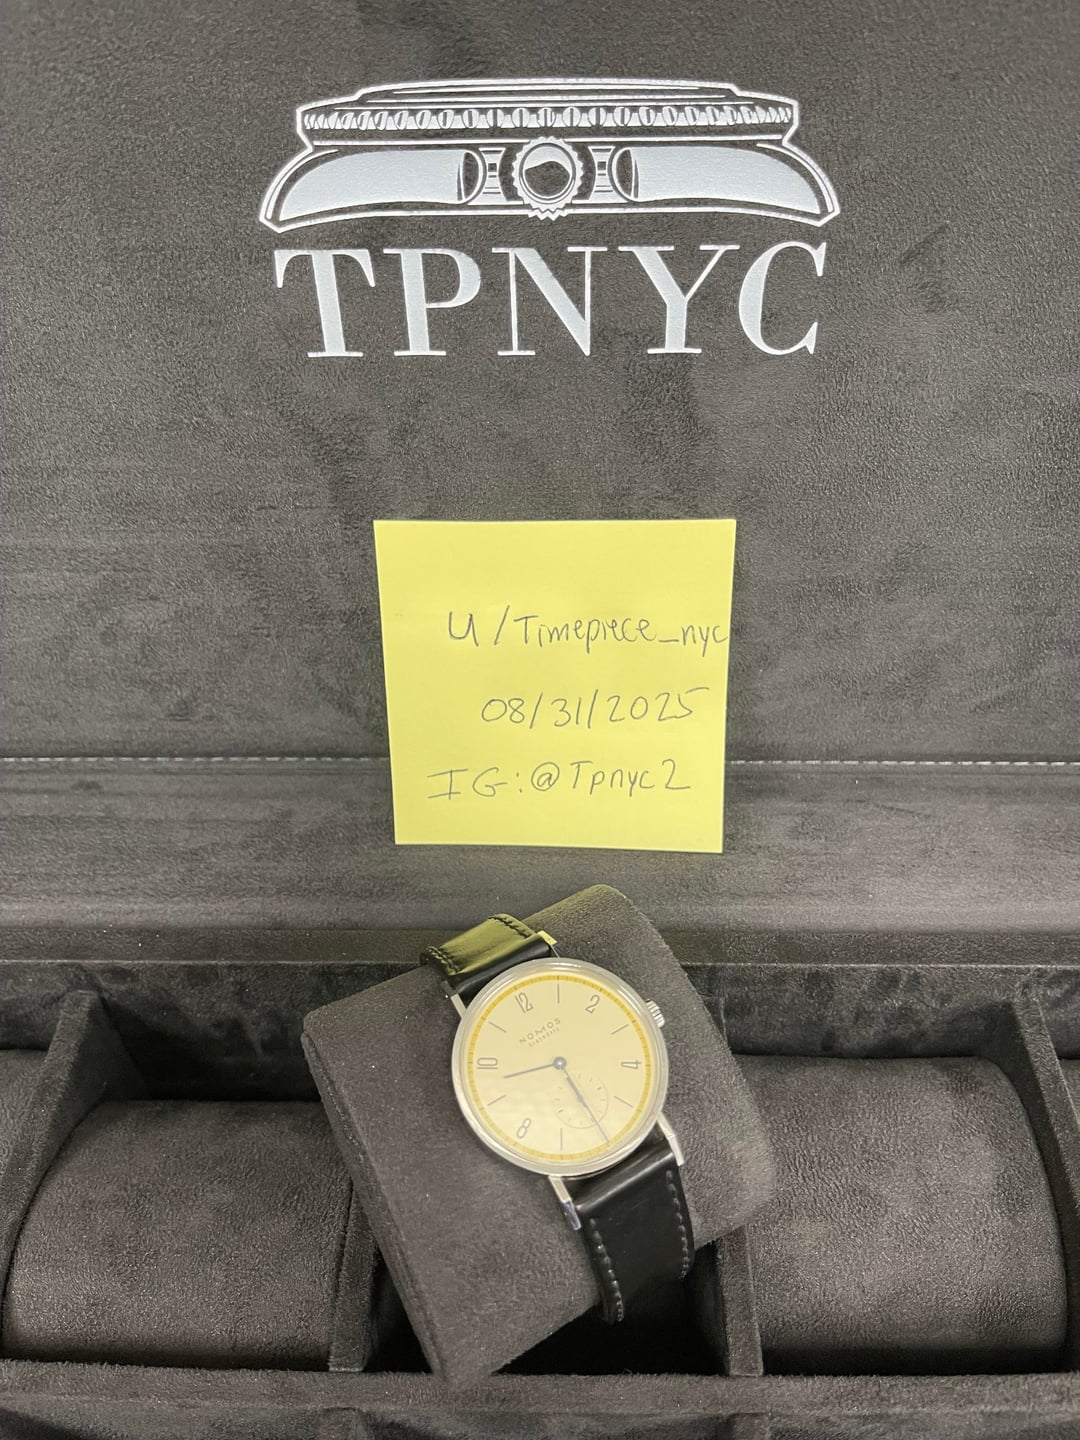 TPNYC
u/Timepiece_nyc
08/31/2025
IG:@Tpnyc2
12
2
NOMOS
GLASHÜTTE
10
4
8